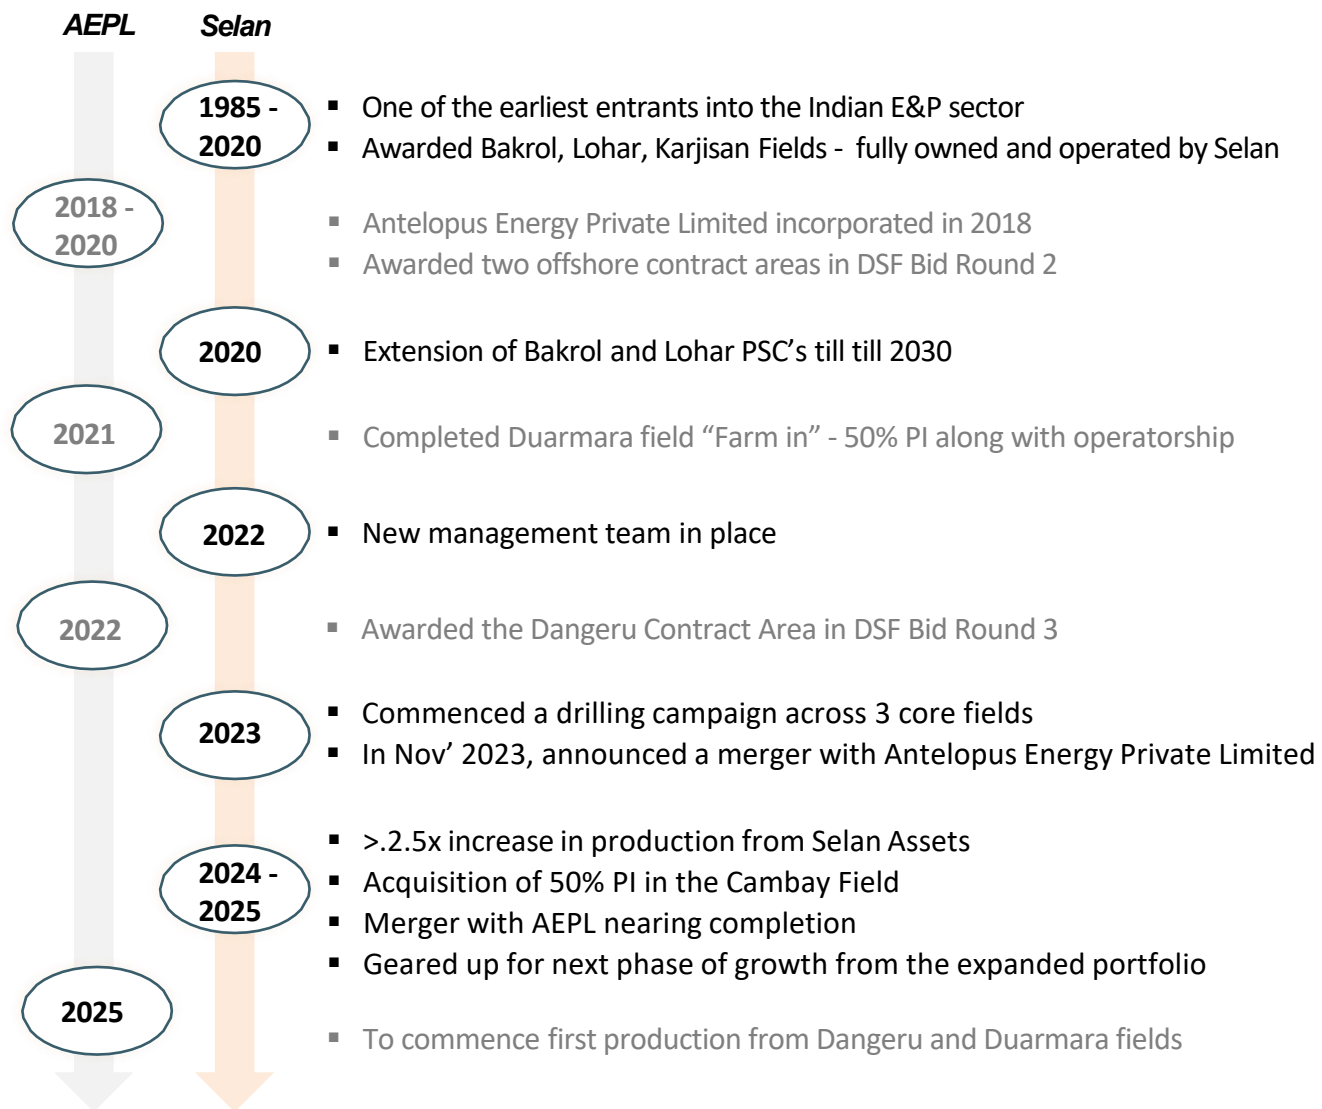 AEPL Selan
1985 -
2020
▪ One of the earliest entrants into the Indian E&P sector
▪ Awarded Bakrol, Lohar, Karjisan Fields - fully owned and operated by Selan
2018 -
2020
▪ Antelopus Energy Private Limited incorporated in 2018
▪ Awarded two offshore contract areas in DSF Bid Round 2
2020
▪ Extension of Bakrol and Lohar PSC’s till till 2030
2021
▪ Completed Duarmara field “Farm in” - 50% PI along with operatorship
2022
▪ New management team in place
2022
▪ Awarded the Dangeru Contract Area in DSF Bid Round 3
2023
▪ Commenced a drilling campaign across 3 core fields
▪ In Nov’ 2023, announced a merger with Antelopus Energy Private Limited
2024 -
2025
▪ >.2.5x increase in production from Selan Assets
▪ Acquisition of 50% PI in the Cambay Field
▪ Merger with AEPL nearing completion
▪ Geared up for next phase of growth from the expanded portfolio
2025
▪ To commence first production from Dangeru and Duarmara fields